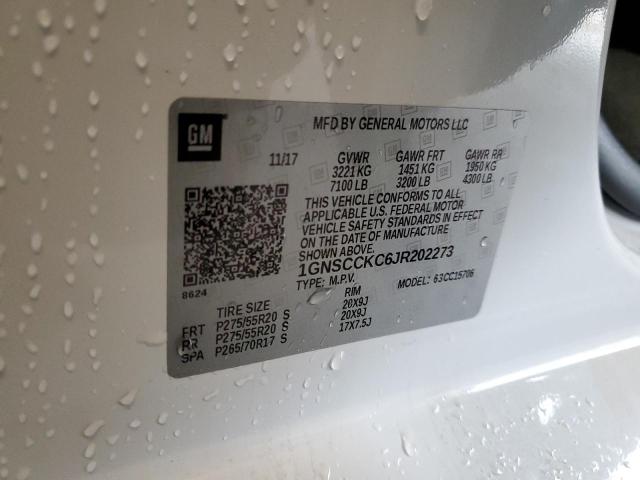 GM
MFD BY GENERAL MOTORS LLC
11/17 GVWR GAWR FRT GAWR RR
3221 KG 1451 KG 1950 KG
7100 LB 3200 LB 4300 LB
THIS VEHICLE CONFORMS TO ALL
APPLICABLE U.S. FEDERAL MOTOR
VEHICLE SAFETY STANDARDS IN EFFECT
ON THE DATE OF MANUFACTURE
SHOWN ABOVE.
1GNSCCKC6JR202273
TYPE: M.P.V. MODEL: 63CC15706
8624
TIRE SIZE RIM
FRT P275/55R20 S 20X9J
RR P275/55R20 S 20X9J
SPA P265/70R17 S 17X7.5J